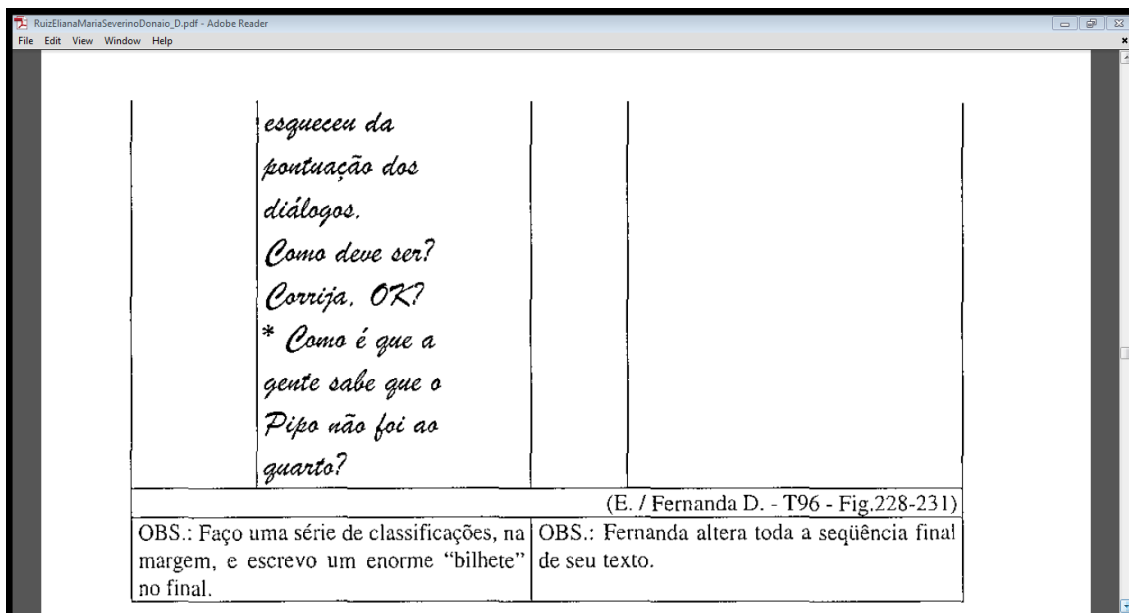 RuizElianaMariaSeverinoDonaio_D.pdf - Adobe Reader
File Edit View Window Help
esqueceu da
pontuação dos
diálogos.
Como deve ser?
Corrija, OK?
* Como é que a
gente sabe que o
Pipo não foi ao
quarto?
(E. / Fernanda D. - T96 - Fig.228-231)
OBS.: Faço uma série de classificações, na
margem, e escrevo um enorme “bilhete”
no final.
OBS.: Fernanda altera toda a seqüência final
de seu texto.